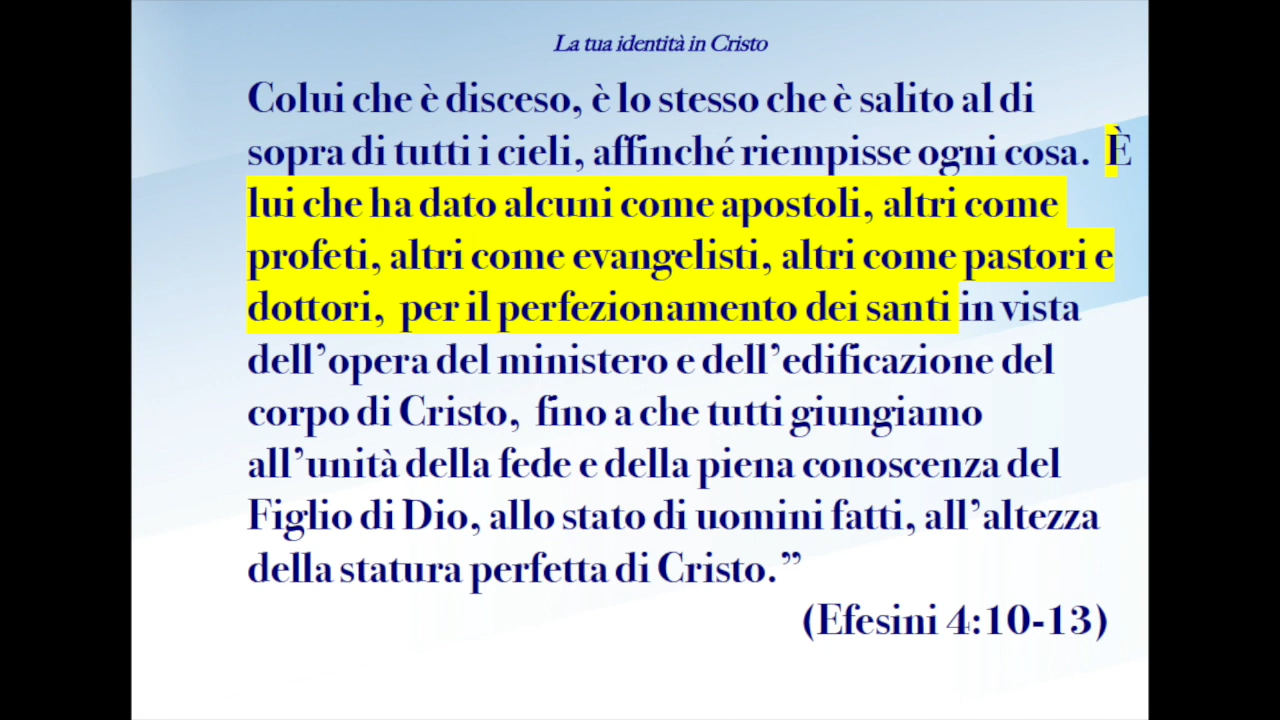 La tua identità in Cristo
Colui che è disceso, è lo stesso che è salito al di
sopra di tutti i cieli, affinché riempisse ogni cosa. È
lui che ha dato alcuni come apostoli, altri come
profeti, altri come evangelisti, altri come pastori e
dottori, per il perfezionamento dei santi in vista
dell’opera del ministero e dell’edificazione del
corpo di Cristo, fino a che tutti giungiamo
all’unità della fede e della piena conoscenza del
Figlio di Dio, allo stato di uomini fatti, all’altezza
della statura perfetta di Cristo.”
(Efesini 4:10-13)